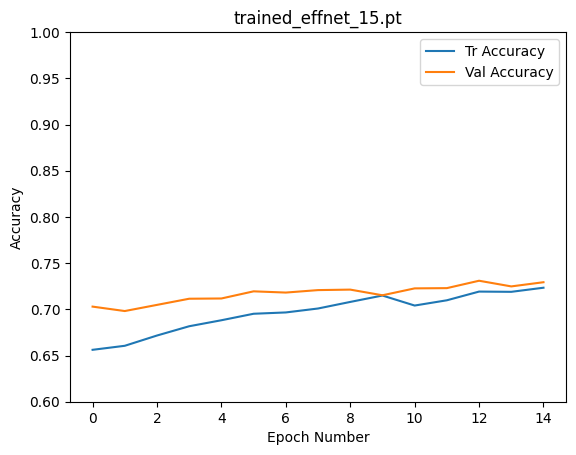 trained_effnet_15.pt
Tr Accuracy
Val Accuracy
Accuracy
1.00
0.95
0.90
0.85
0.80
0.75
0.70
0.65
0.60
0 2 4 6 8 10 12 14
Epoch Number